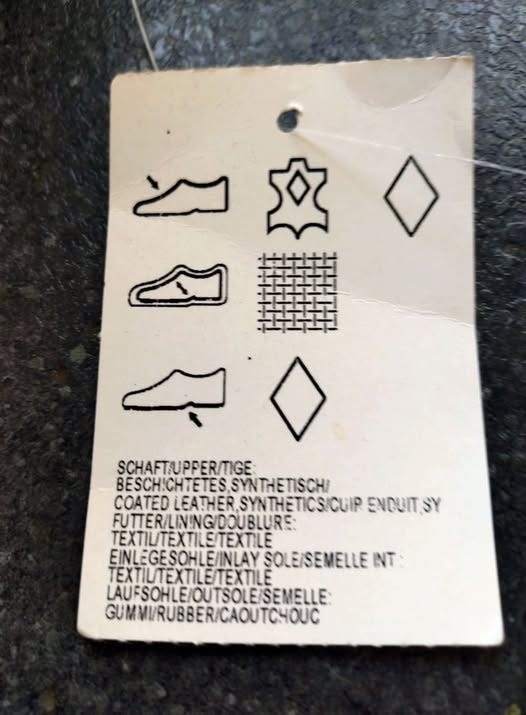 SCHAFT/UPPER/TIGE:
BESCHICHTETES,SYNTHETISCH/
COATED LEATHER,SYNTHETICS/CUIR ENDUIT,SY
FUTTER/LINING/DOUBLURE:
TEXTIL/TEXTILE/TEXTILE
EINLEGESOHLE/INLAY SOLE/SEMELLE INT :
TEXTIL/TEXTILE/TEXTILE
LAUFSOHLE/OUTSOLE/SEMELLE:
GUMMI/RUBBER/CAOUTCHOUC